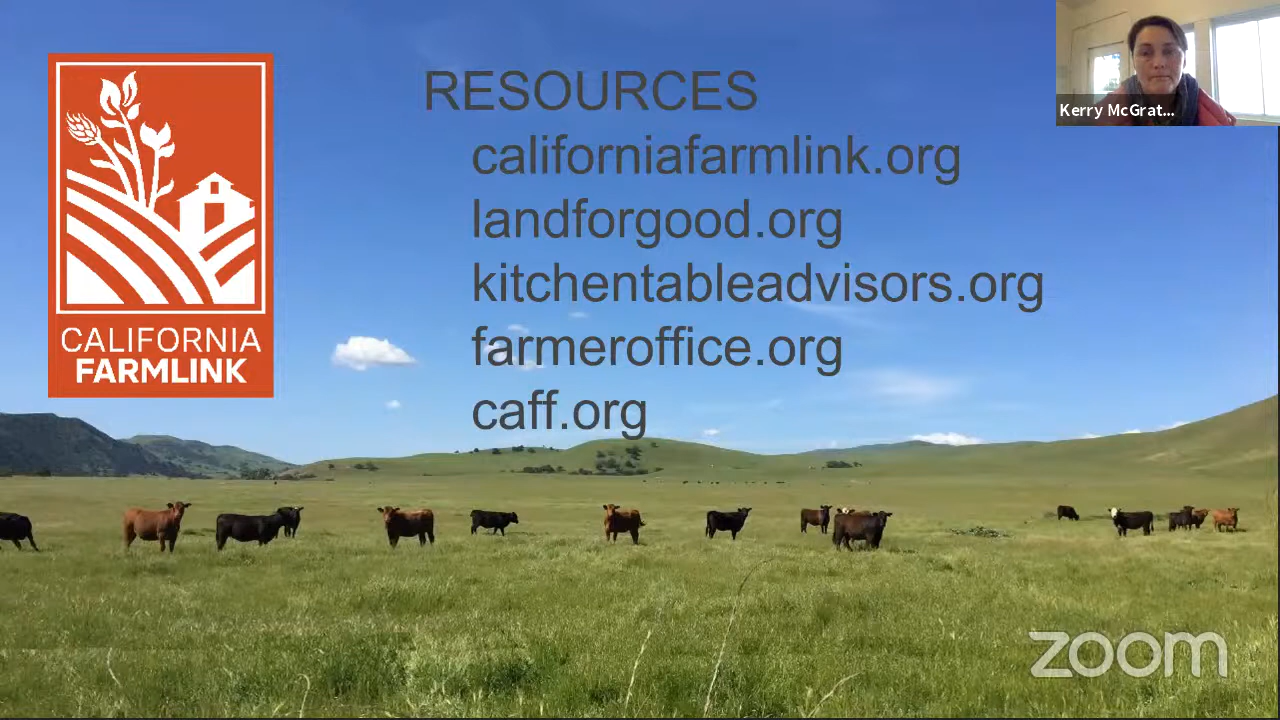 RESOURCES
californiafarmlink.org
landforgood.org
kitchentableadvisors.org
farmeroffice.org
caff.org
CALIFORNIA
FARMLINK
Kerry McGrat...
zoom